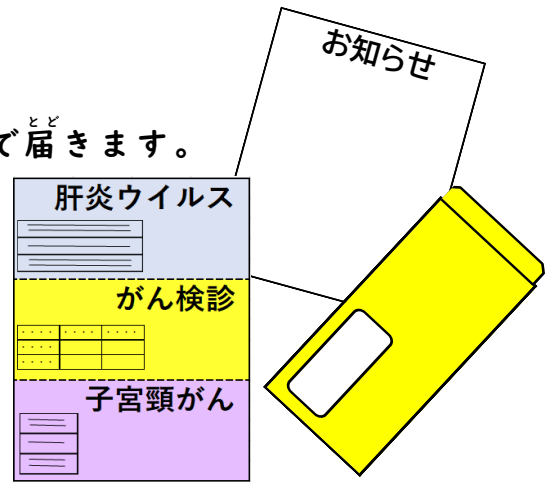 お知らせ
で届きます。
とど
肝炎ウイルス
がん検診
子宮頸がん